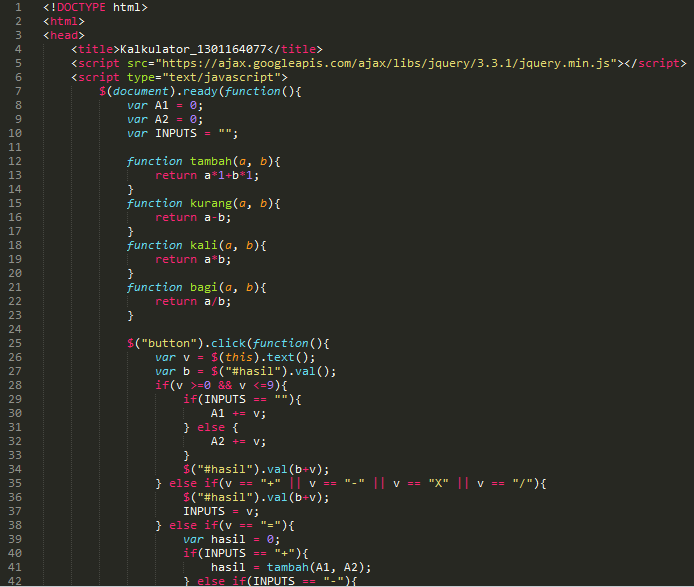 1 <!DOCTYPE html>
2 <html>
3 <head>
4     <title>Kalkulator_1301164077</title>
5     <script src="https://ajax.googleapis.com/ajax/libs/jquery/3.3.1/jquery.min.js"></script>
6     <script type="text/javascript">
7         $(document).ready(function(){
8             var A1 = 0;
9             var A2 = 0;
10             var INPUTS = "";
11
12             function tambah(a, b){
13                 return a*1+b*1;
14             }
15             function kurang(a, b){
16                 return a-b;
17             }
18             function kali(a, b){
19                 return a*b;
20             }
21             function bagi(a, b){
22                 return a/b;
23             }
24
25             $("button").click(function(){
26                 var v = $(this).text();
27                 var b = $("#hasil").val();
28                 if(v >=0 && v <=9){
29                     if(INPUTS == ""){
30                         A1 += v;
31                     } else {
32                         A2 += v;
33                     }
34                     $("#hasil").val(b+v);
35                 } else if(v == "+" || v == "-" || v == "X" || v == "/"){
36                     $("#hasil").val(b+v);
37                     INPUTS = v;
38                 } else if(v == "="){
39                     var hasil = 0;
40                     if(INPUTS == "+"){
41                         hasil = tambah(A1, A2);
42                     } else if(INPUTS == "-"){